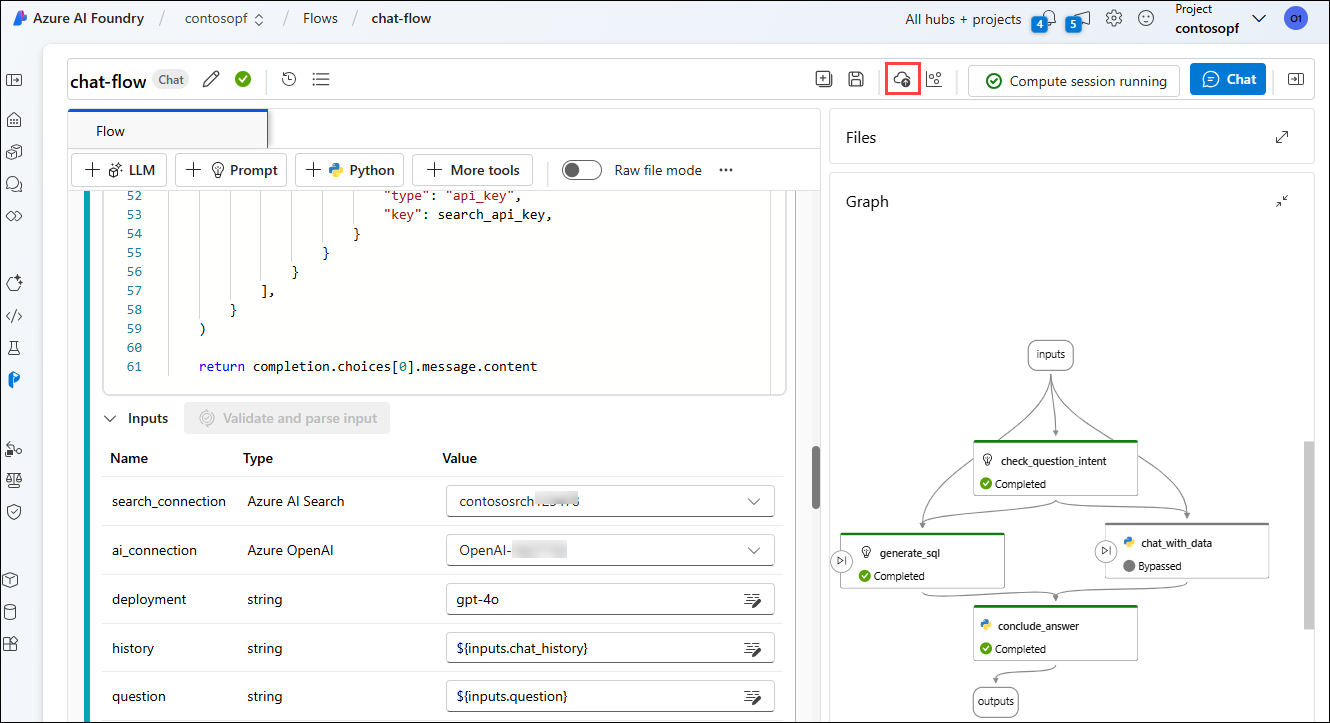 Azure AI Foundry / contosopf / Flows / chat-flow
All hubs + projects
4
5
Project
contosopf
O1
chat-flow Chat
Compute session running
Chat
Flow
LLM
Prompt
Python
More tools
Raw file mode
52 "type": "api_key",
53 "key": search_api_key,
54 }
55 }
56 }
57 ],
58 }
59 )
60
61 return completion.choices[0].message.content
Inputs Validate and parse input
Name Type Value
search_connection Azure AI Search contososrch
ai_connection Azure OpenAI OpenAI-
deployment string gpt-4o
history string ${inputs.chat_history}
question string ${inputs.question}
Files
Graph
inputs
check_question_intent
Completed
generate_sql
Completed
chat_with_data
Bypassed
conclude_answer
Completed
outputs